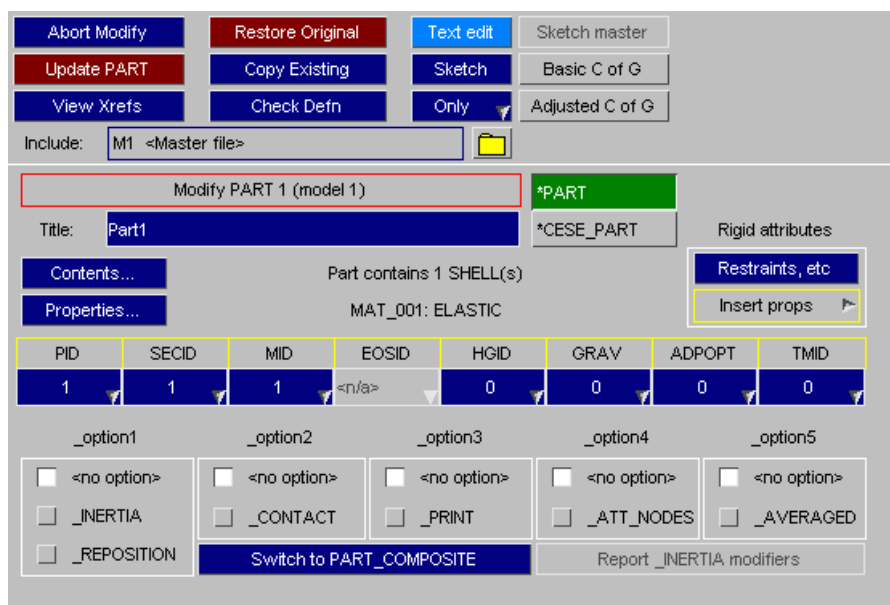 Abort Modify Restore Original Text edit Sketch master
Update PART Copy Existing Sketch Basic C of G
View Xrefs Check Defn Only Adjusted C of G
Include: M1 <Master file>
Modify PART 1 (model 1) *PART
Title: Part1 *CESE_PART Rigid attributes
Contents... Part contains 1 SHELL(s) Restraints, etc
Properties... MAT_001: ELASTIC Insert props
PID SECID MID EOSID HGID GRAV ADPOPT TMID
1 1 1 <n/a> 0 0 0 0
_option1 _option2 _option3 _option4 _option5
<no option> <no option> <no option> <no option> <no option>
_INERTIA _CONTACT _PRINT _ATT_NODES _AVERAGED
_REPOSITION Switch to PART_COMPOSITE Report _INERTIA modifiers